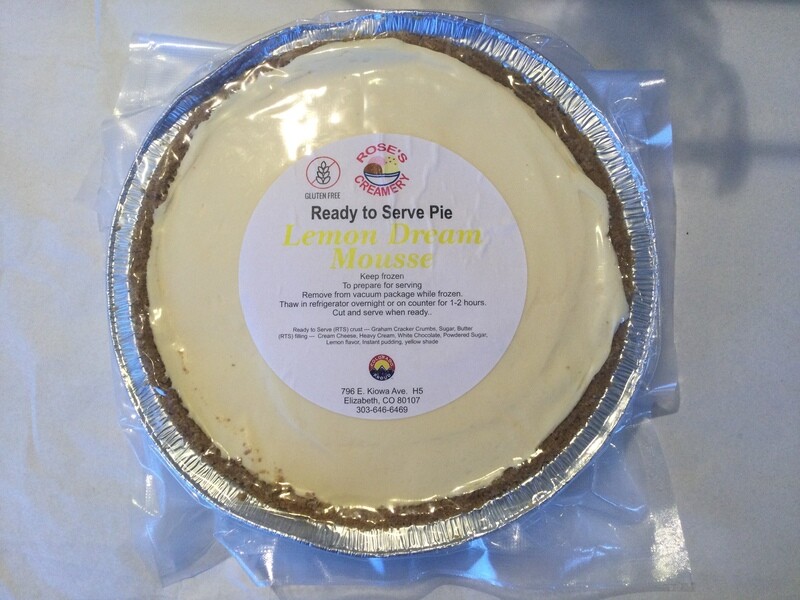 ROSE'S
CREAMERY
GLUTEN FREE
Ready to Serve Pie
Lemon Dream
Mousse
Keep frozen
To prepare for serving
Remove from vacuum package while frozen.
Thaw in refrigerator overnight or on counter for 1-2 hours.
Cut and serve when ready..
Ready to Serve (RTS) crust --- Graham Cracker Crumbs, Sugar, Butter
(RTS) filling --- Cream Cheese, Heavy Cream, White Chocolate, Powdered Sugar,
Lemon flavor, Instant pudding, yellow shade
COLORADO
PROUD
796 E. Kiowa Ave. H5
Elizabeth, CO 80107
303-646-6469